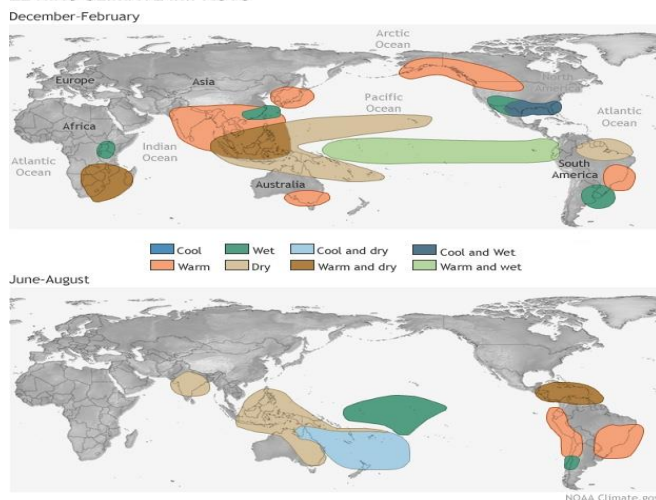 December-February
Arctic
Ocean
Europe
Asia
North
America
Pacific
Ocean
Atlantic
Ocean
Africa
Indian
Ocean
Atlantic
Ocean
South
America
Australia
Cool
Wet
Cool and dry
Cool and Wet
Warm
Dry
Warm and dry
Warm and wet
June-August
NOAA Climate.gov